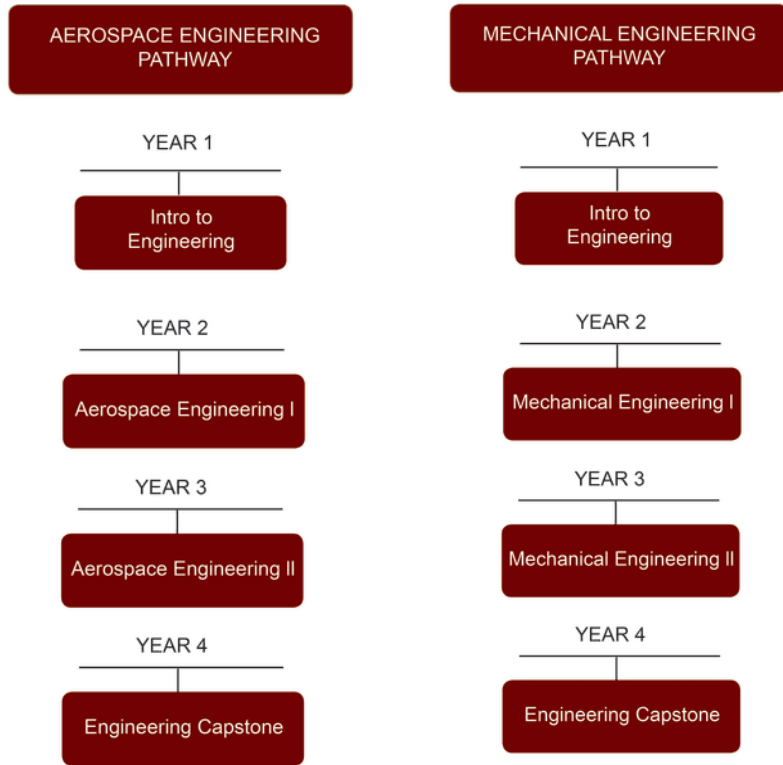 AEROSPACE ENGINEERING
PATHWAY
YEAR 1
Intro to
Engineering
YEAR 2
Aerospace Engineering I
YEAR 3
Aerospace Engineering II
YEAR 4
Engineering Capstone
MECHANICAL ENGINEERING
PATHWAY
YEAR 1
Intro to
Engineering
YEAR 2
Mechanical Engineering I
YEAR 3
Mechanical Engineering II
YEAR 4
Engineering Capstone